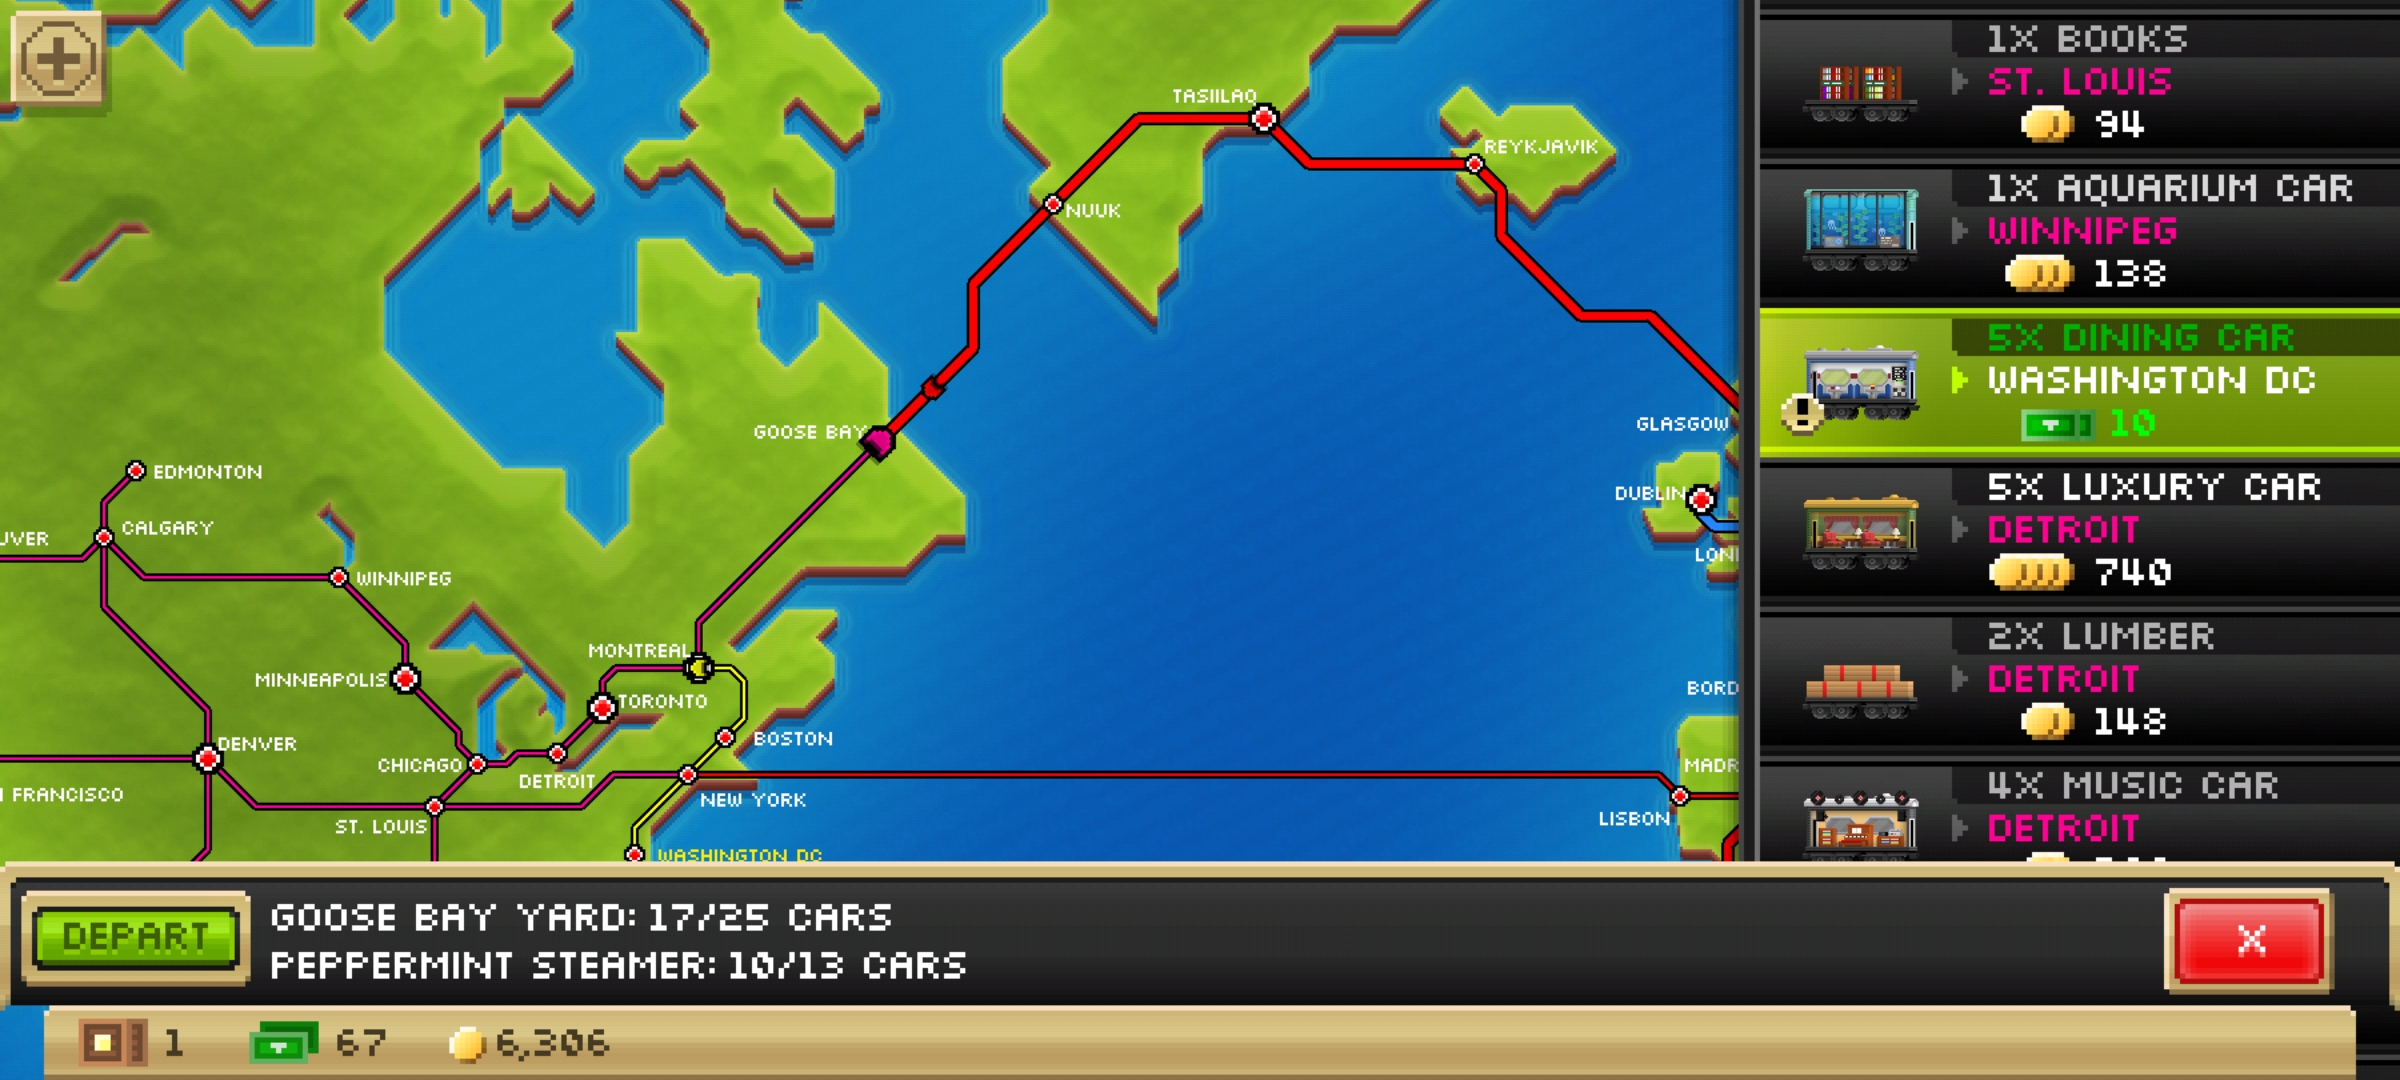 TASIILAQ
REYKJAVIK
NUUK
GOOSE BAY
GLASGOW
DUBLIN
EDMONTON
CALGARY
WINNIPEG
MONTREAL
MINNEAPOLIS
TORONTO
BOSTON
DENVER
CHICAGO
DETROIT
FRANCISCO
NEW YORK
ST. LOUIS
LISBON
WASHINGTON DC
1X BOOKS
ST. LOUIS
94
1X AQUARIUM CAR
WINNIPEG
138
5X DINING CAR
WASHINGTON DC
10
5X LUXURY CAR
DETROIT
740
2X LUMBER
DETROIT
148
4X MUSIC CAR
DETROIT
DEPART
GOOSE BAY YARD: 17/25 CARS
PEPPERMINT STEAMER: 10/13 CARS
X
1
67
6,306